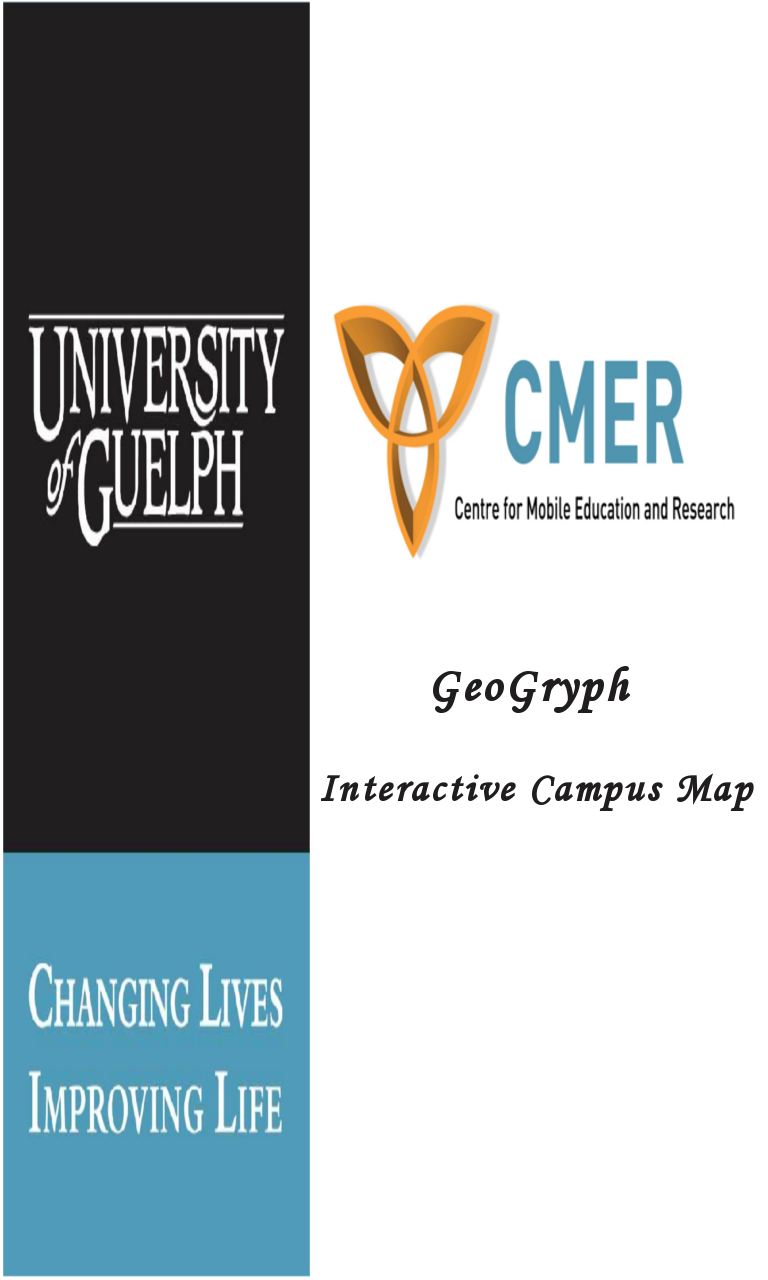 UNIVERSITY
of GUELPH
CHANGING LIVES
IMPROVING LIFE
CMER
Centre for Mobile Education and Research
GeoGryph
Interactive Campus Map